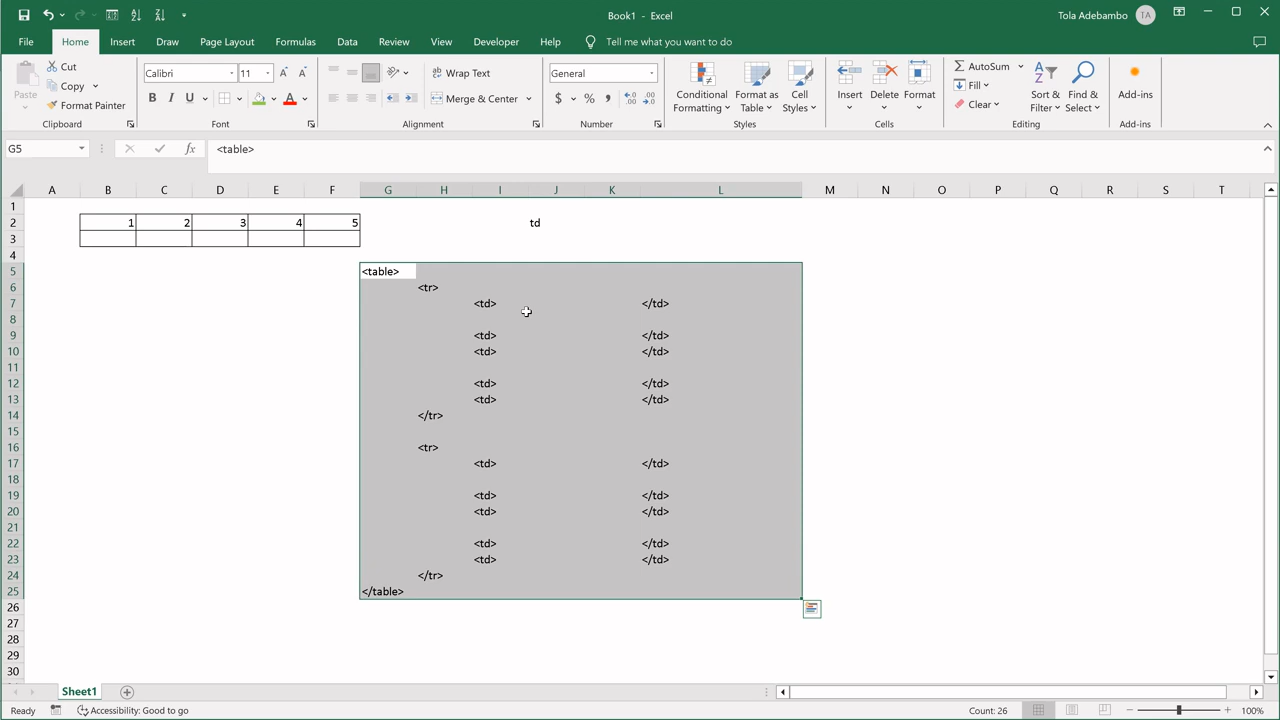 Book1 - Excel
Tola Adebambo
TA
File Home Insert Draw Page Layout Formulas Data Review View Developer Help Tell me what you want to do
Paste
Cut
Copy
Format Painter
Clipboard
Calibri 11
B I U
Font
Wrap Text
Merge & Center
Alignment
General
$ % ,
Number
Conditional Formatting
Format as Table
Cell Styles
Styles
Insert
Delete
Format
Cells
AutoSum
Fill
Clear
Sort & Filter
Find & Select
Editing
Add-ins
Add-ins
G5 fx <table>
A B C D E F G H I J K L M N O P Q R S T
1
2 1 2 3 4 5 td
3
4
5 <table>
6 <tr>
7 <td> </td>
8
9 <td> </td>
10 <td> </td>
11
12 <td> </td>
13 <td> </td>
14 </tr>
15
16 <tr>
17 <td> </td>
18
19 <td> </td>
20 <td> </td>
21
22 <td> </td>
23 <td> </td>
24 </tr>
25 </table>
26
27
28
29
30
Sheet1
Ready Accessibility: Good to go Count: 26 100%